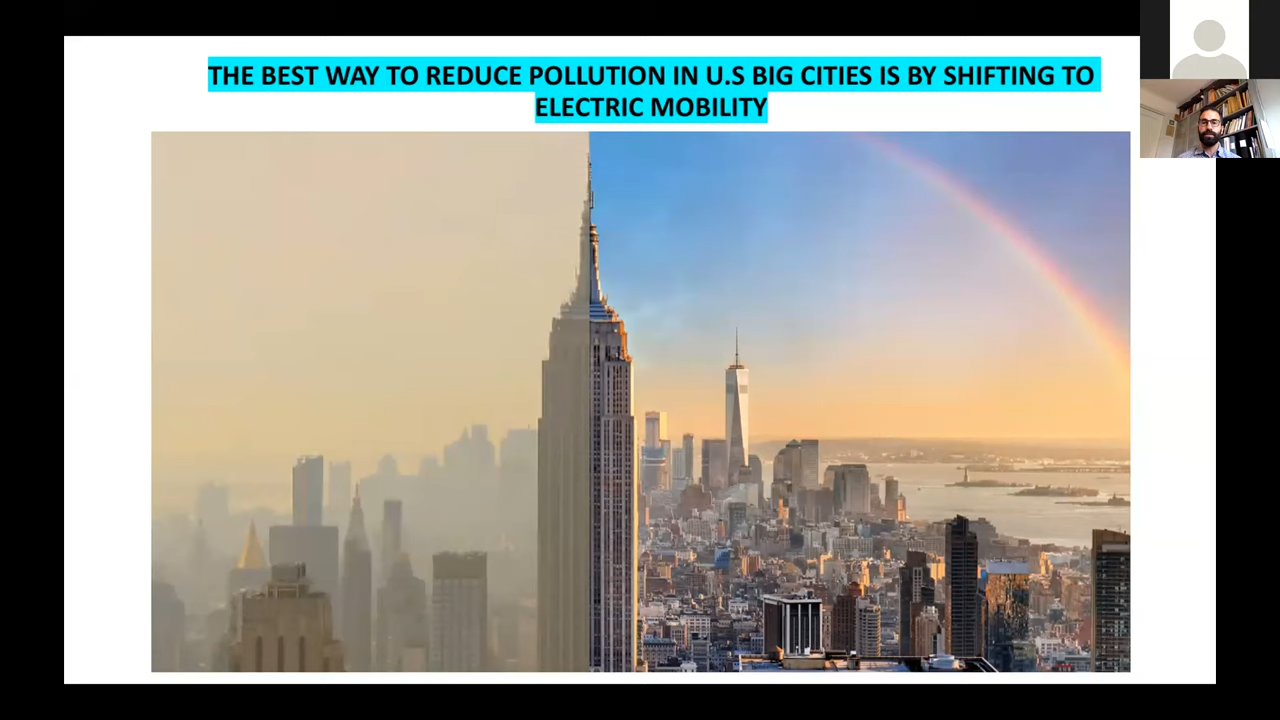 THE BEST WAY TO REDUCE POLLUTION IN U.S BIG CITIES IS BY SHIFTING TO
ELECTRIC MOBILITY